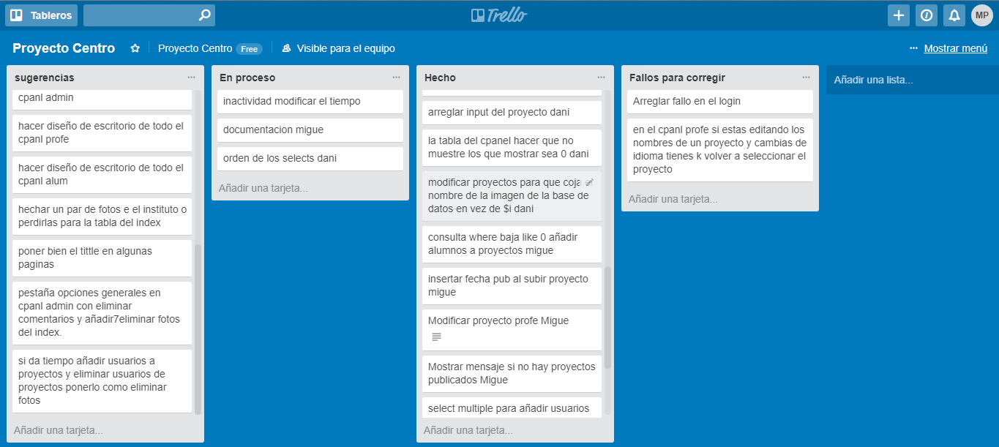 Tableros
Trello
MP
Proyecto Centro
Proyecto Centro Free
Visible para el equipo
... Mostrar menú
sugerencias
cpanl admin
hacer diseño de escritorio de todo el
cpanl profe
hacer diseño de escritorio de todo el
cpanl alum
hechar un par de fotos e el instituto o
perdirlas para la tabla del index
poner bien el tittle en algunas
paginas
pestaña opciones generales en
cpanl admin con eliminar
comentarios y añadir7eliminar fotos
del index.
si da tiempo añadir usuarios a
proyectos y eliminar usuarios de
proyectos ponerlo como eliminar
fotos
Añadir una tarjeta...
En proceso
inactividad modificar el tiempo
documentacion migue
orden de los selects dani
Añadir una tarjeta...
Hecho
arreglar input del proyecto dani
la tabla del cpanel hacer que no
muestre los que mostrar sea 0 dani
modificar proyectos para que coja
nombre de la imagen de la base de
datos en vez de $i dani
consulta where baja like 0 añadir
alumnos a proyectos migue
insertar fecha pub al subir proyecto
migue
Modificar proyecto profe Migue
Mostrar mensaje si no hay proyectos
publicados Migue
select multiple para añadir usuarios
Añadir una tarjeta...
Fallos para corregir
Arreglar fallo en el login
en el cpanl profe si estas editando los
nombres de un proyecto y cambias de
idioma tienes k volver a seleccionar el
proyecto
Añadir una tarjeta...
Añadir una lista...